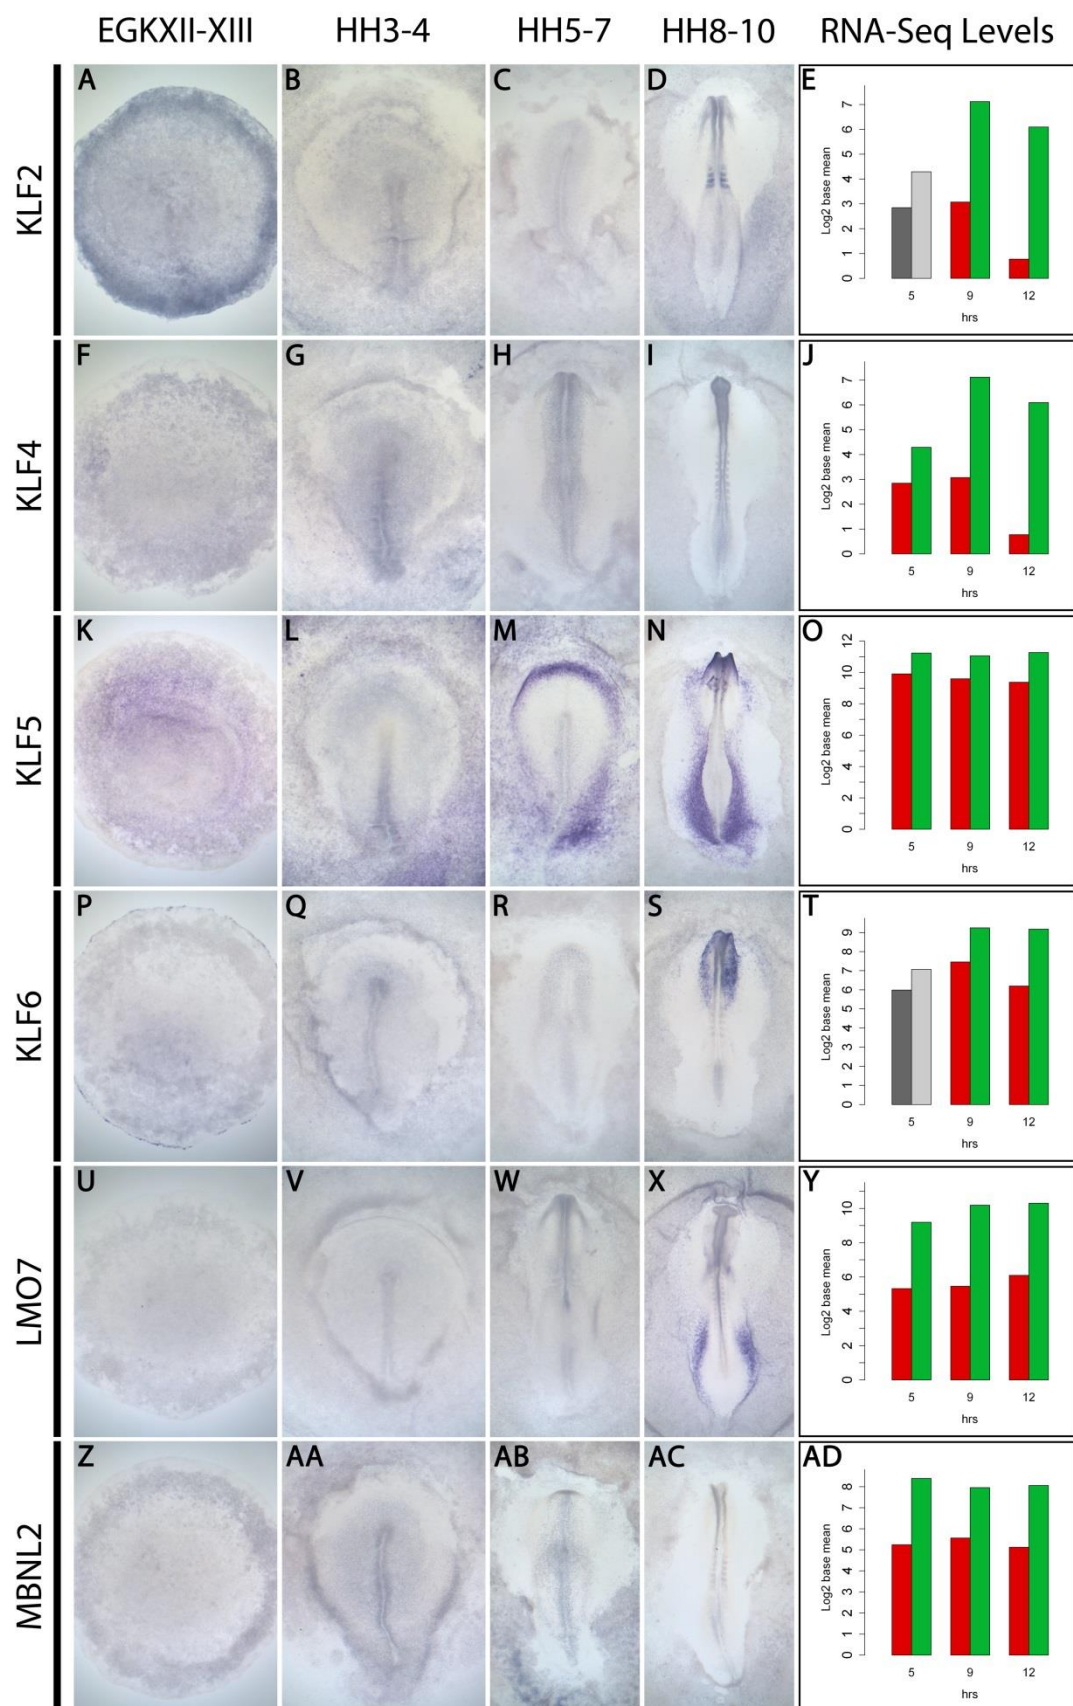 EGKXII-XIII HH3-4 HH5-7 HH8-10 RNA-Seq Levels
KLF2
A B C D E
Log2 base mean
0 1 2 3 4 5 6 7
5 9 12
hrs
KLF4
F G H I J
Log2 base mean
0 1 2 3 4 5 6 7
5 9 12
hrs
KLF5
K L M N O
Log2 base mean
0 2 4 6 8 10 12
5 9 12
hrs
KLF6
P Q R S T
Log2 base mean
0 1 2 3 4 5 6 7 8 9
5 9 12
hrs
LMO7
U V W X Y
Log2 base mean
0 2 4 6 8 10
5 9 12
hrs
MBNL2
Z AA AB AC AD
Log2 base mean
0 1 2 3 4 5 6 7 8
5 9 12
hrs